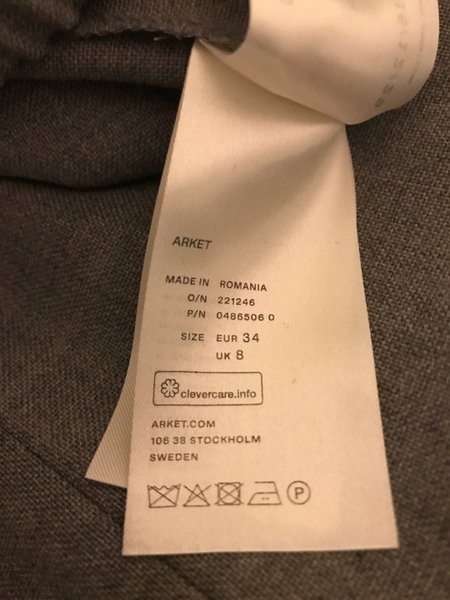 ARKET
MADE IN ROMANIA
O/N 221246
P/N 0486506 0
SIZE EUR 34
UK 8
clevercare.info
ARKET.COM
106 38 STOCKHOLM
SWEDEN
P